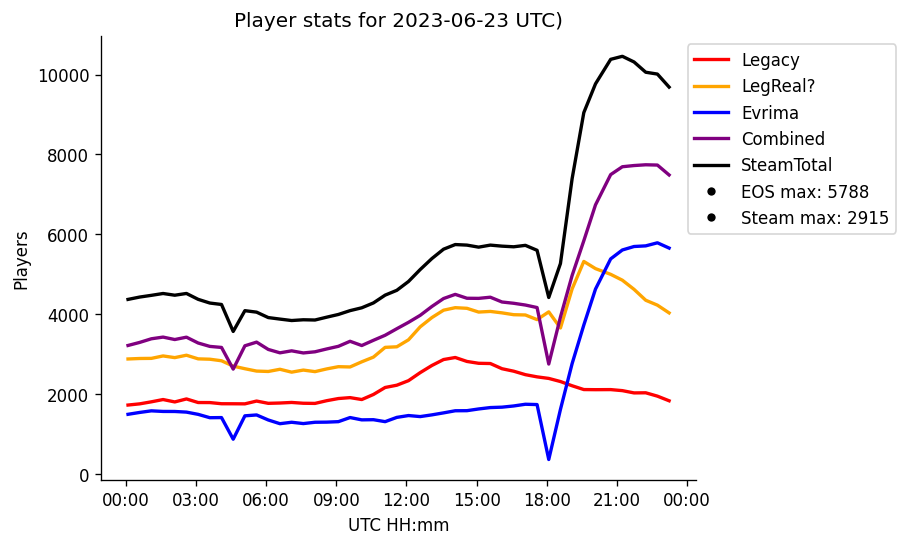 Player stats for 2023-06-23 UTC)
Legacy
LegReal?
Evrima
Combined
SteamTotal
EOS max: 5788
Steam max: 2915
Players
10000
8000
6000
4000
2000
0
00:00 03:00 06:00 09:00 12:00 15:00 18:00 21:00 00:00
UTC HH:mm